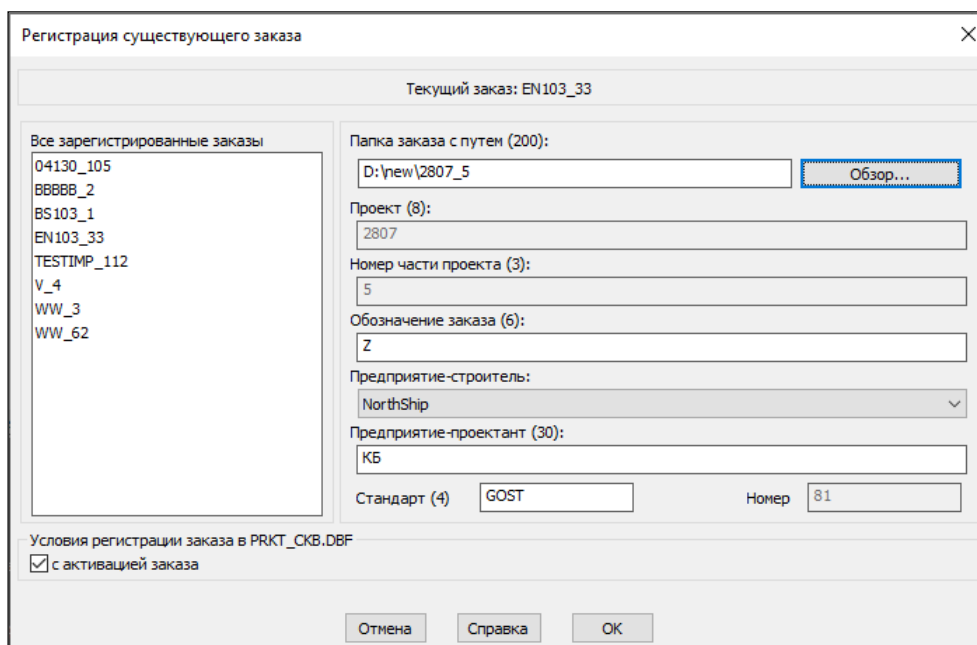 Регистрация существующего заказа
Текущий заказ: EN103_33
Все зарегистрированные заказы
04130_105
BBBBB_2
BS103_1
EN103_33
TESTIMP_112
V_4
WW_3
WW_62
Папка заказа с путем (200):
D:\new\2807_5
Обзор...
Проект (8):
2807
Номер части проекта (3):
5
Обозначение заказа (6):
Z
Предприятие-строитель:
NorthShip
Предприятие-проектант (30):
КБ
Стандарт (4) GOST Номер 81
Условия регистрации заказа в PRKT_CKB.DBF
с активацией заказа
Отмена Справка OK